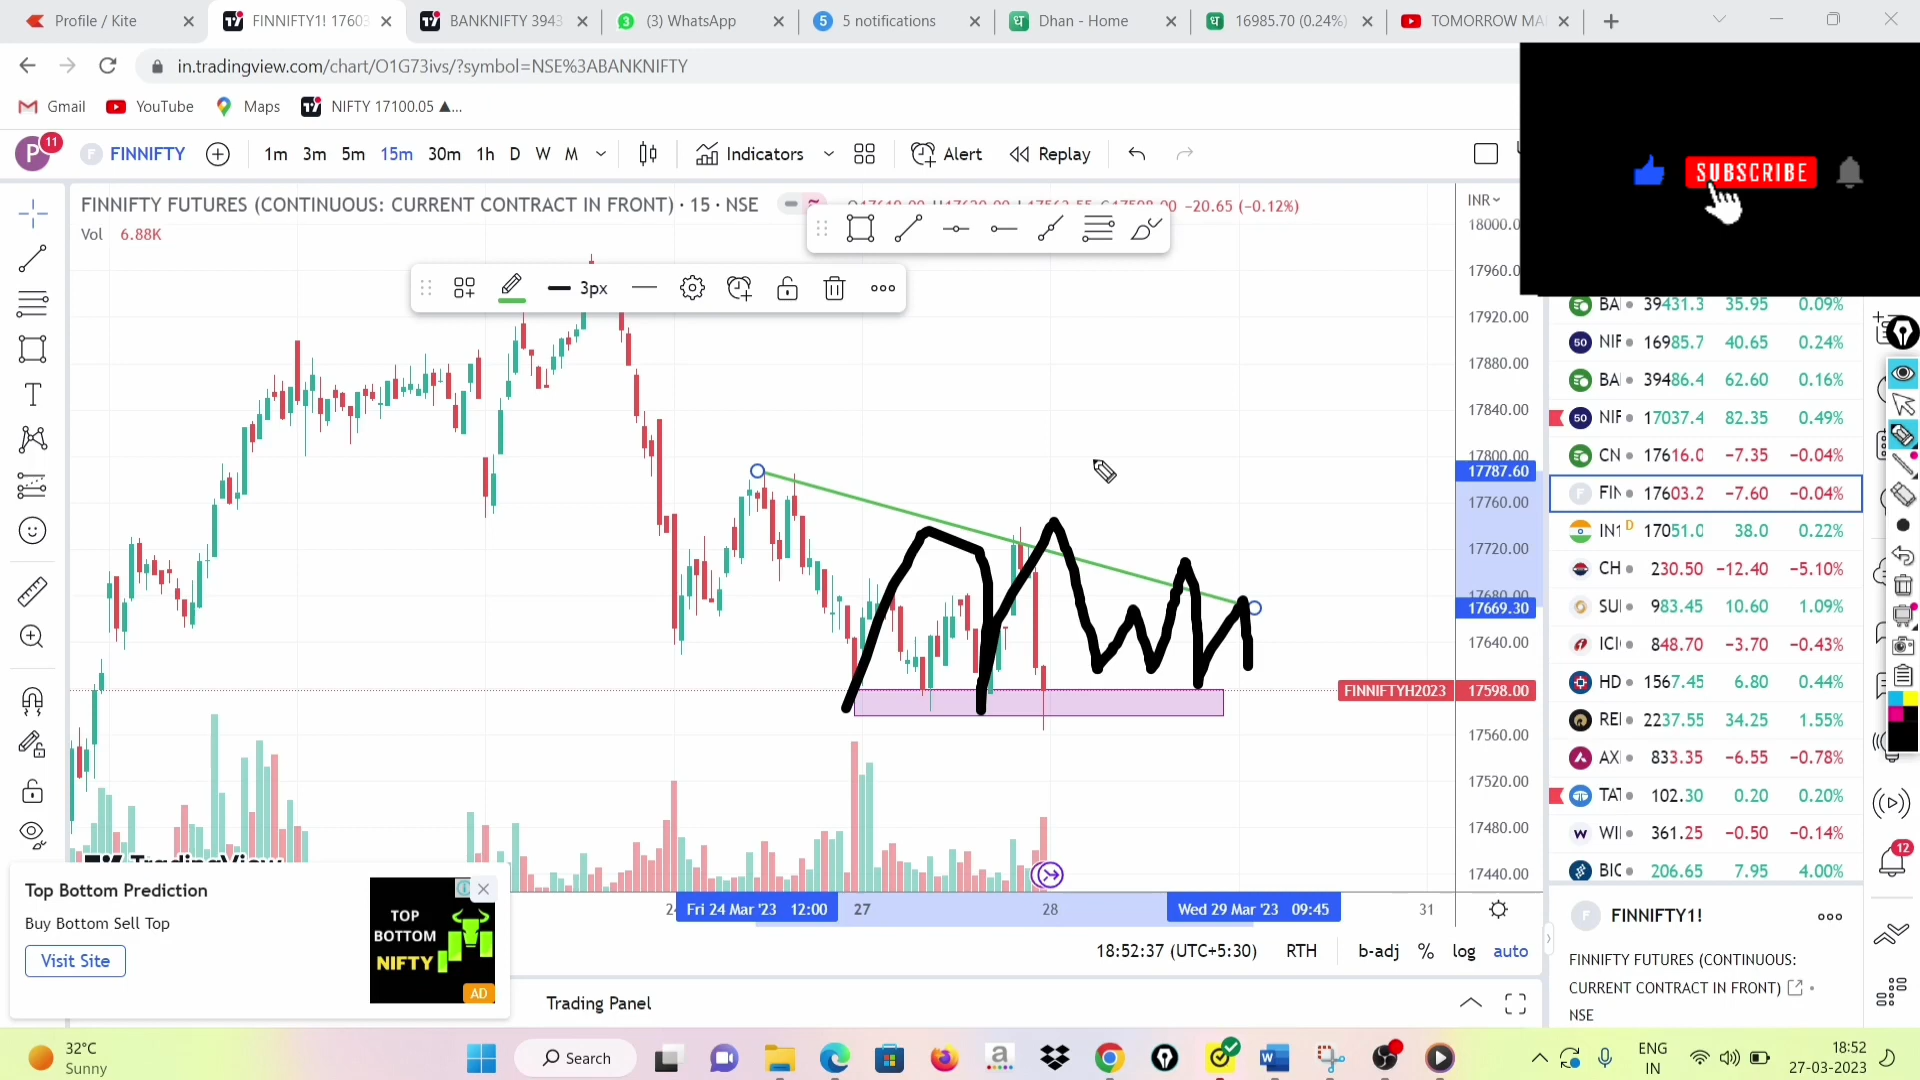 Profile / Kite
FINNIFTY1! 1760
BANKNIFTY 3943
(3) WhatsApp
5 notifications
Dhan - Home
16985.70 (0.24%)
TOMORROW MA
in.tradingview.com/chart/O1G73ivs/?symbol=NSE%3ABANKNIFTY
Gmail
YouTube
Maps
NIFTY 17100.05 ▲...
P 11
FINNIFTY
1m 3m 5m 15m 30m 1h D W M
Indicators
Alert
Replay
SUBSCRIBE
FINNIFTY FUTURES (CONTINUOUS: CURRENT CONTRACT IN FRONT) · 15 · NSE
−20.65 (−0.12%)
Vol 6.88K
3px
INR
18000.0
17960.0
17920.00
17880.00
17840.00
17800.00
17787.60
17760.00
17720.00
17680.00
17669.30
17640.00
FINNIFTYH2023 17598.00
17560.00
17520.00
17480.00
17440.00
BA 39431.3 35.95 0.09%
NIF 16985.7 40.65 0.24%
BA 39486.4 62.60 0.16%
NIF 17037.4 82.35 0.49%
CN 17616.0 −7.35 −0.04%
FIN 17603.2 −7.60 −0.04%
IN1 D 17051.0 38.0 0.22%
CH 230.50 −12.40 −5.10%
SUI 983.45 10.60 1.09%
ICI 848.70 −3.70 −0.43%
HD 1567.45 6.80 0.44%
REI 2237.55 34.25 1.55%
AX 833.35 −6.55 −0.78%
TAT 102.30 0.20 0.20%
WI 361.25 −0.50 −0.14%
BIC 206.65 7.95 4.00%
12
TradingView
Fri 24 Mar '23 12:00
27
28
Wed 29 Mar '23 09:45
31
Top Bottom Prediction
Buy Bottom Sell Top
Visit Site
TOP
BOTTOM
NIFTY
AD
18:52:37 (UTC+5:30)
RTH
b-adj % log auto
Trading Panel
FINNIFTY1!
FINNIFTY FUTURES (CONTINUOUS:
CURRENT CONTRACT IN FRONT)
NSE
32°C
Sunny
Search
ENG
IN
18:52
27-03-2023